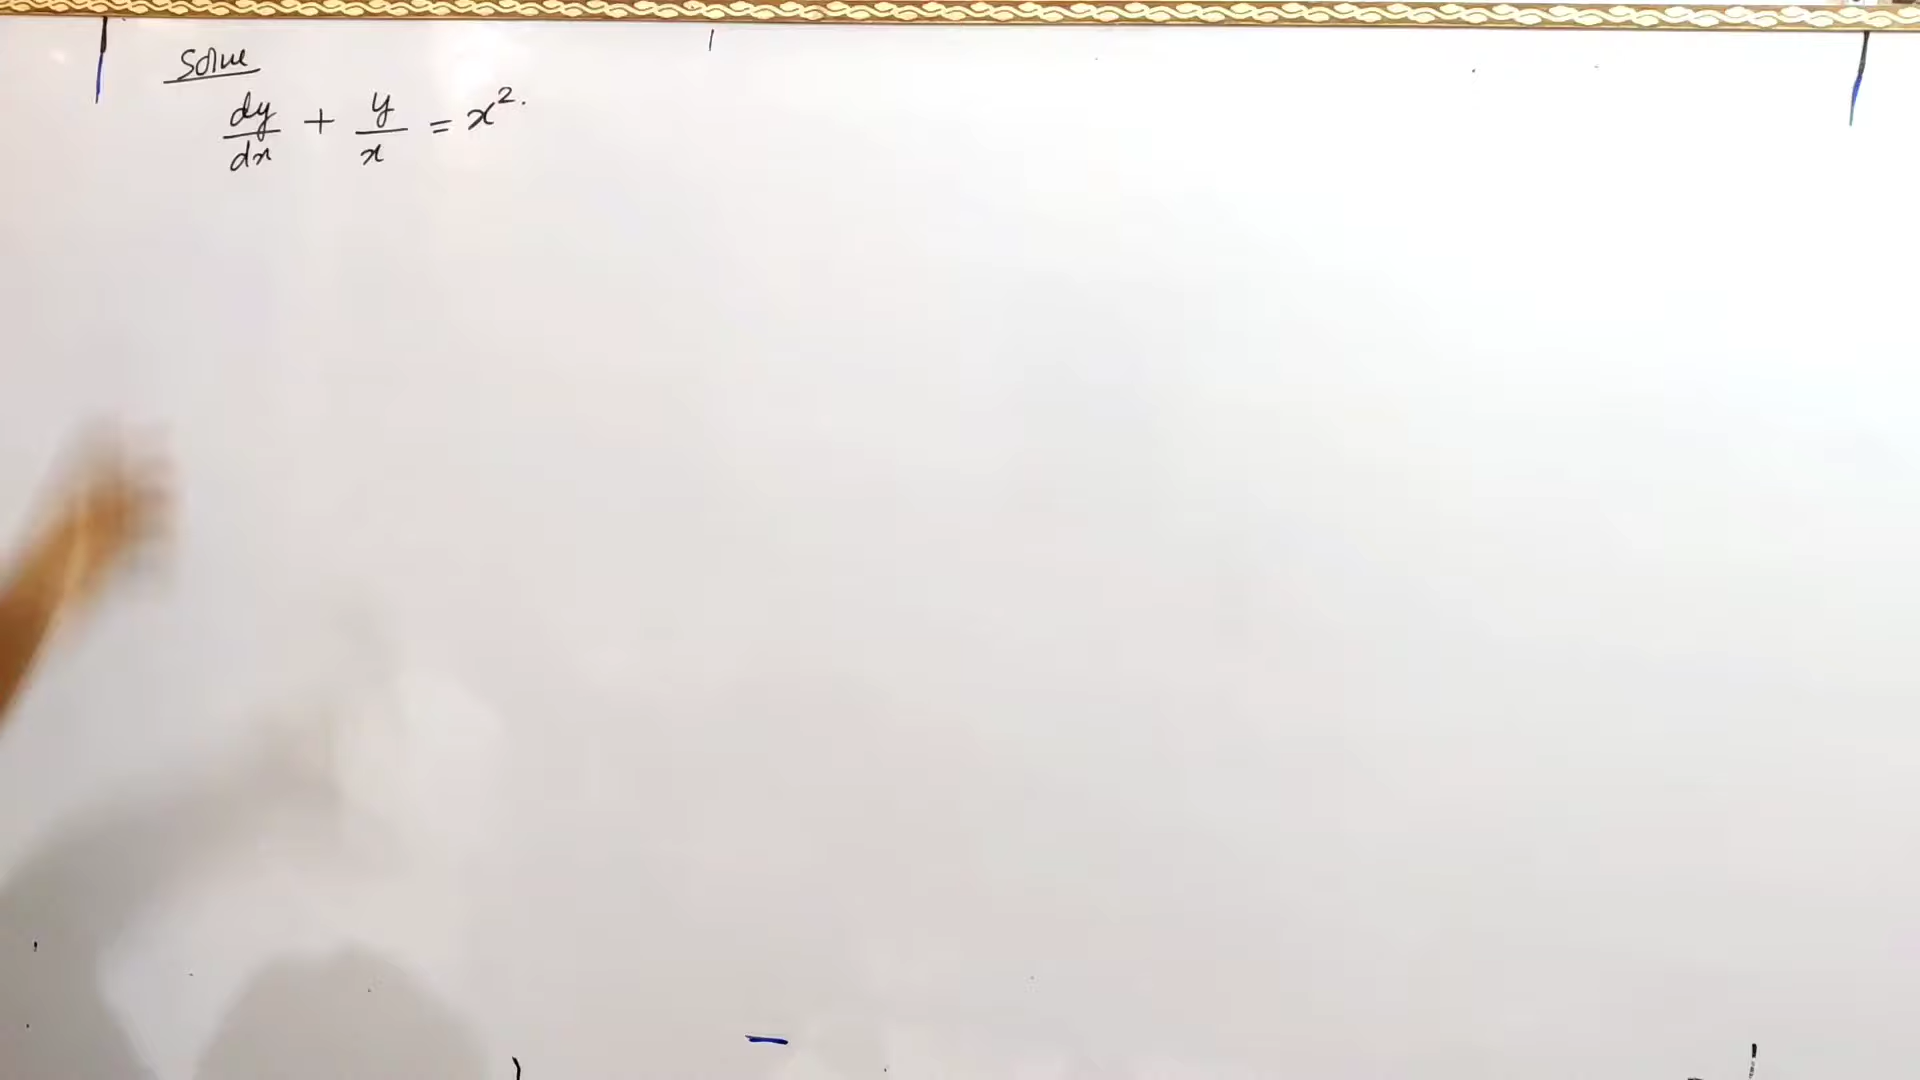 Solve
dy/dx + y/x = x².